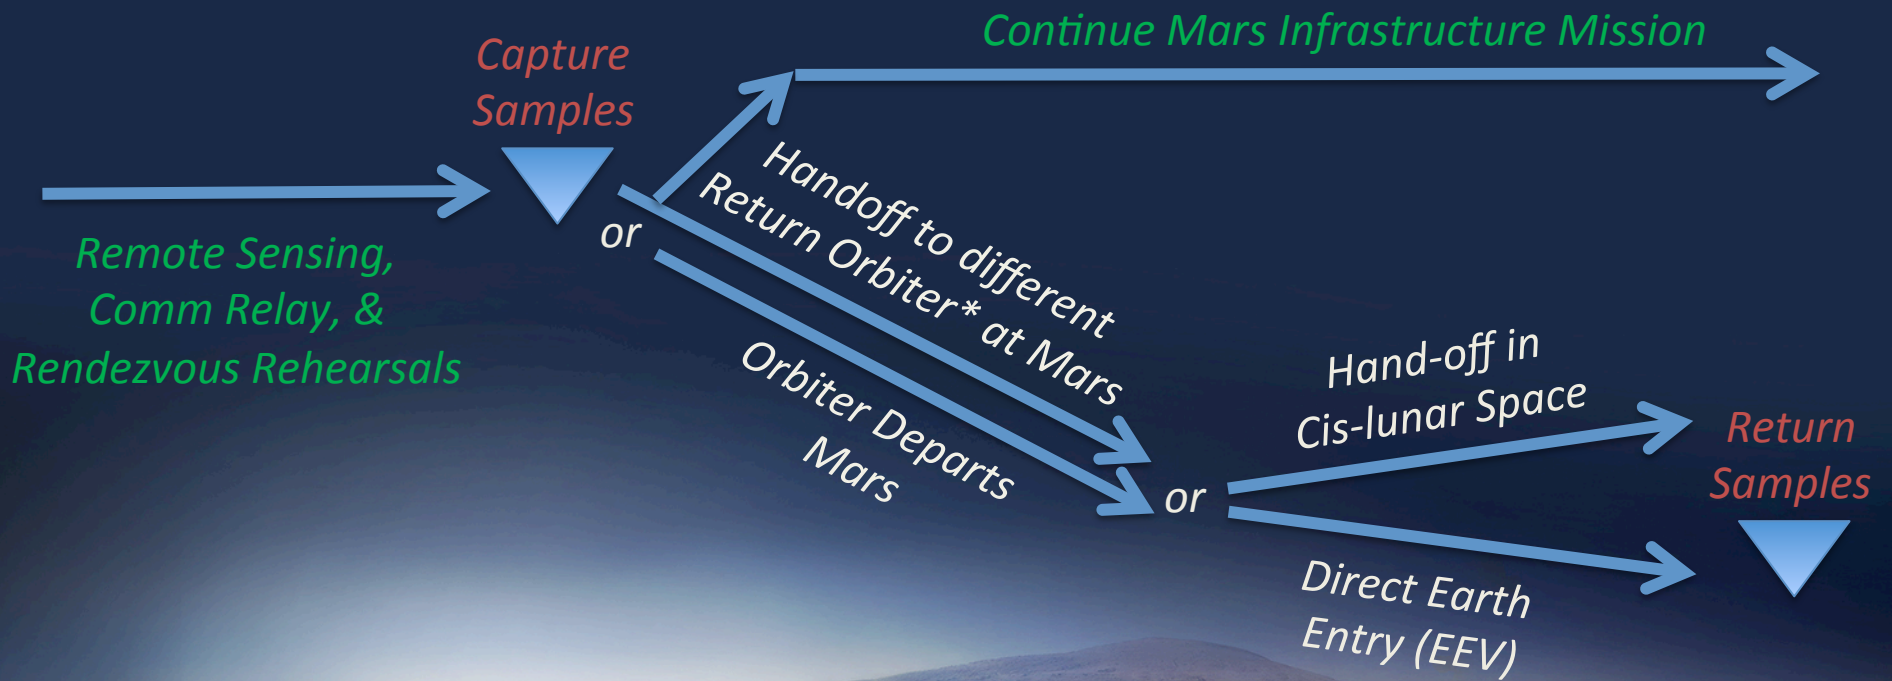 Continue Mars Infrastructure Mission
Capture
Samples
Remote Sensing,
Comm Relay, &
Rendezvous Rehearsals
or
Handoff to different
Return Orbiter* at Mars
Orbiter Departs
Mars
or
Hand-off in
Cis-lunar Space
Direct Earth
Entry (EEV)
Return
Samples